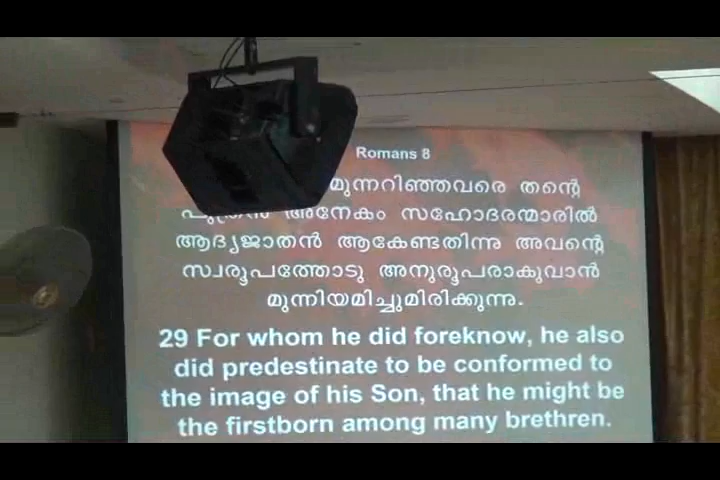 Romans 8
മുന്നറിഞ്ഞവരെ തന്റെ
അനേകം സഹോദരന്മാരിൽ
ആദ്യജാതൻ ആകേണ്ടതിന്നു അവന്റെ
സ്വരൂപത്തോടു അനുരൂപരാകുവാൻ
മുന്നിയമിച്ചുമിരിക്കുന്നു.
29 For whom he did foreknow, he also
did predestinate to be conformed to
the image of his Son, that he might be
the firstborn among many brethren.